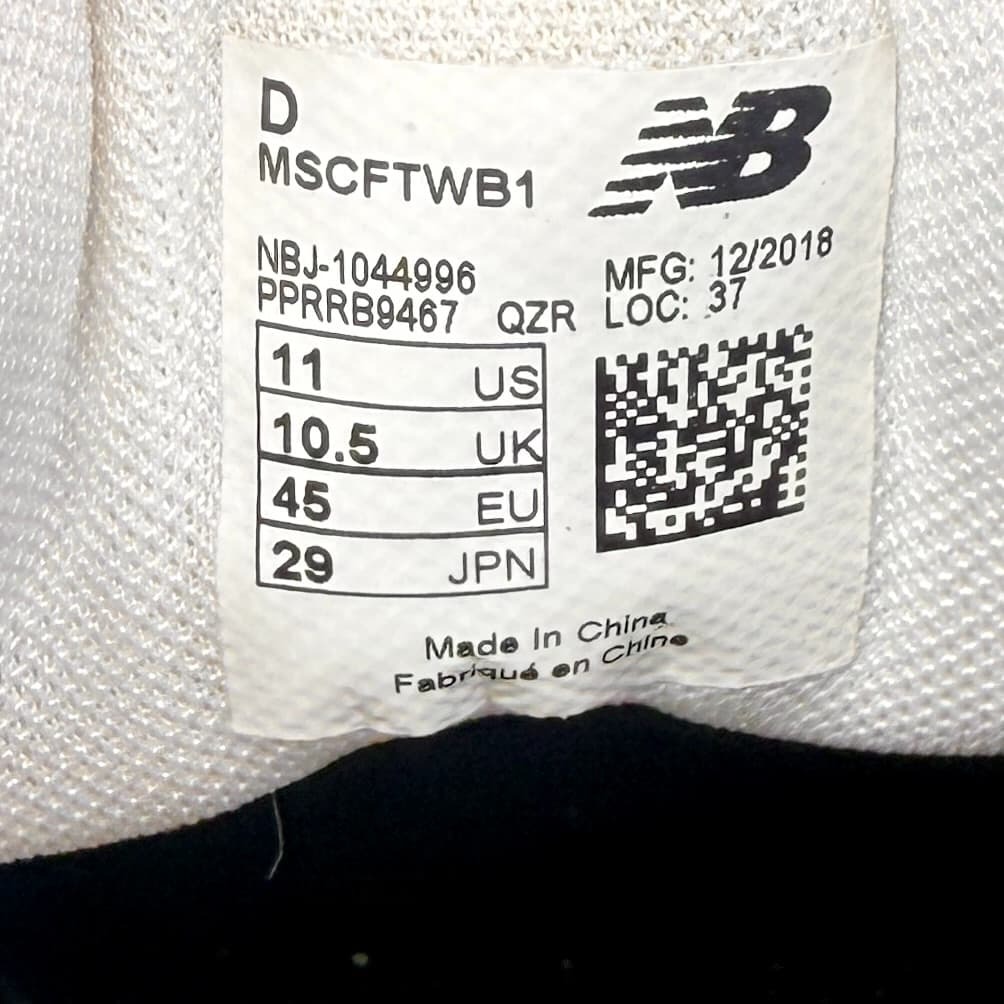 D
NB
MSCFTWB1
NBJ-1044996
PPRRB9467 QZR
MFG: 12/2018
LOC: 37
11 US
10.5 UK
45 EU
29 JPN
Made In China
Fabriqué en Chine